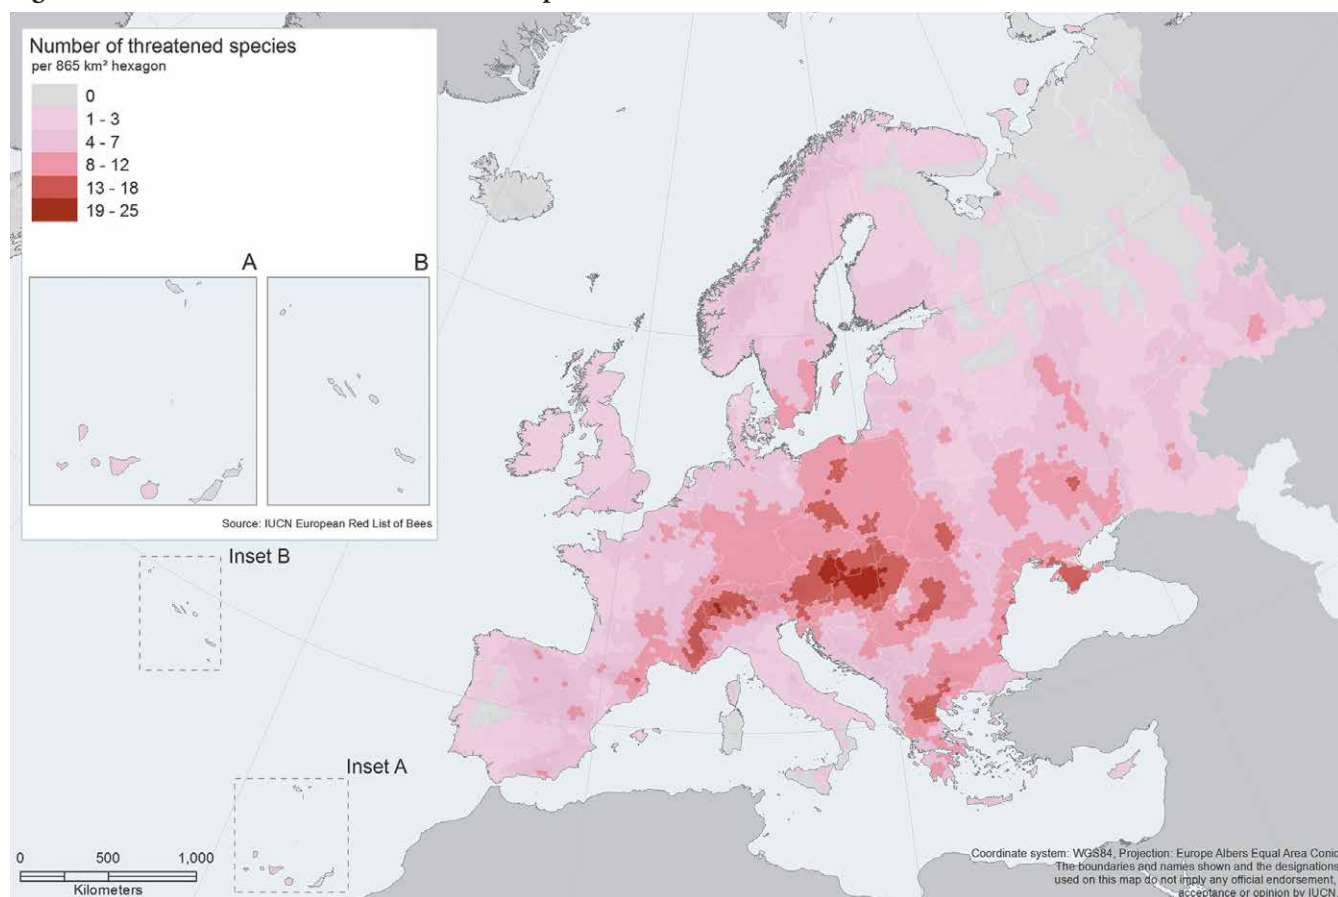 Number of threatened species
per 865 km² hexagon
0
1 - 3
4 - 7
8 - 12
13 - 18
19 - 25
A
B
Source: IUCN European Red List of Bees
Inset B
Inset A
0 500 1,000
Kilometers
Coordinate system: WGS84, Projection: Europe Albers Equal Area Conic
The boundaries and names shown and the designations
used on this map do not imply any official endorsement,
acceptance or opinion by IUCN.